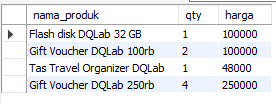 nama_produk qty harga
Flash disk DQLab 32 GB 1 100000
Gift Voucher DQLab 100rb 2 100000
Tas Travel Organizer DQLab 1 48000
Gift Voucher DQLab 250rb 4 250000